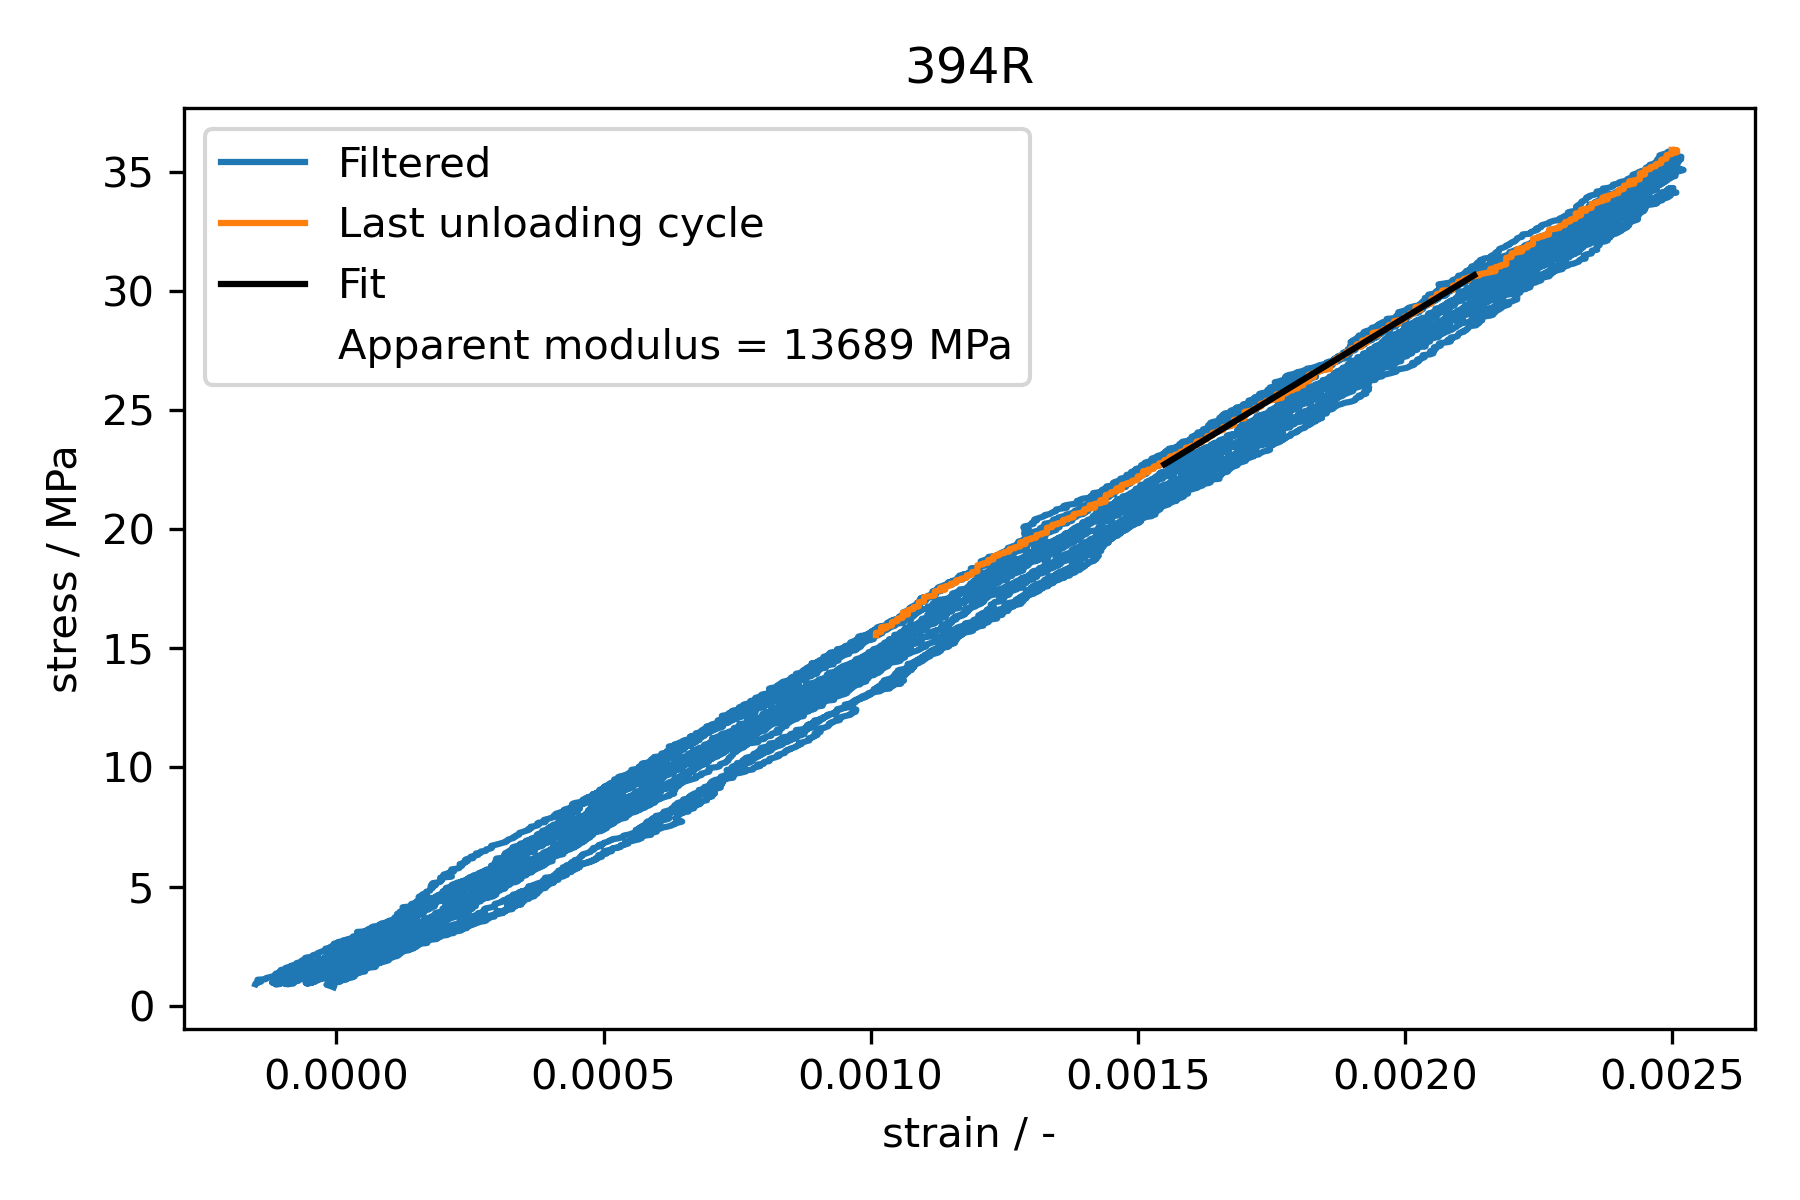 394R
Filtered
Last unloading cycle
Fit
Apparent modulus = 13689 MPa
35
30
25
20
15
10
5
0
stress / MPa
0.0000 0.0005 0.0010 0.0015 0.0020 0.0025
strain / -